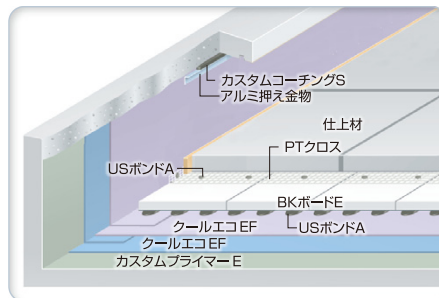 カスタムコーチングS
アルミ押え金物
仕上材
PTクロス
USボンドA
BKボードE
クールエコEF
USボンドA
クールエコEF
カスタムプライマーE